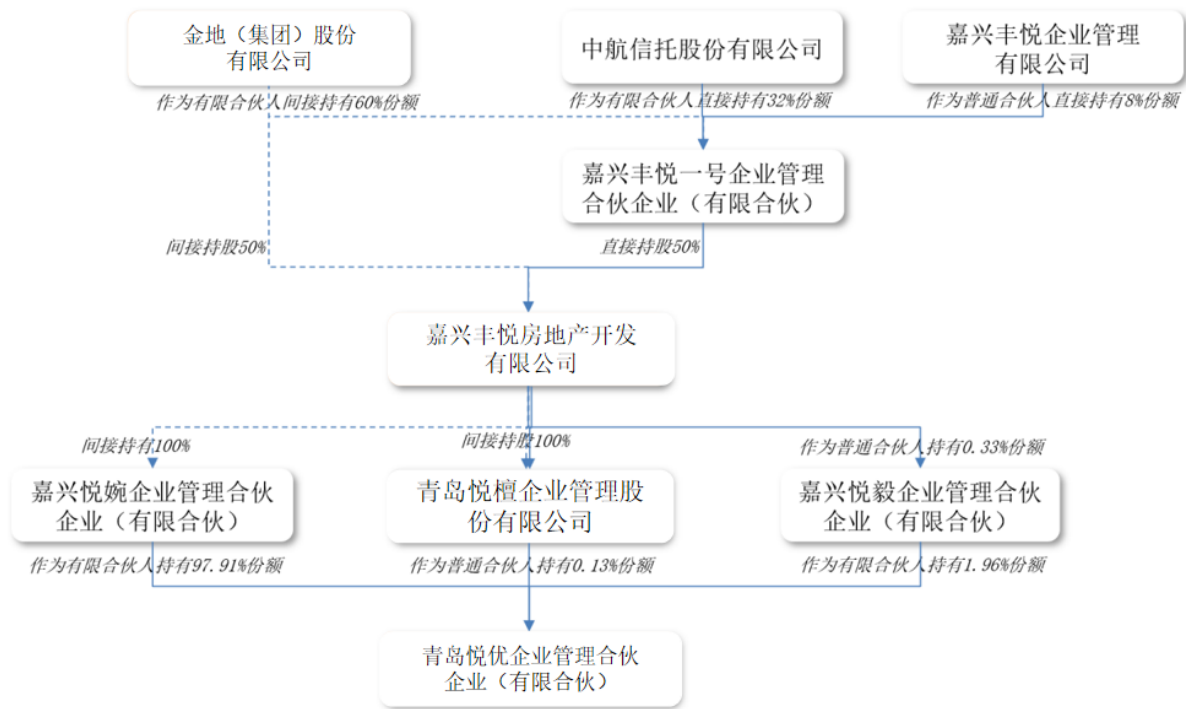 金地（集团）股份
有限公司
中航信托股份有限公司
嘉兴丰悦企业管理
有限公司
作为有限合伙人间接持有60%份额
作为有限合伙人直接持有32%份额
作为普通合伙人直接持有8%份额
嘉兴丰悦一号企业管理
合伙企业（有限合伙）
间接持股50%
直接持股50%
嘉兴丰悦房地产开发
有限公司
间接持有100%
间接持股100%
作为普通合伙人持有0.33%份额
嘉兴悦婉企业管理合伙
企业（有限合伙）
青岛悦檀企业管理股
份有限公司
嘉兴悦毅企业管理合伙
企业（有限合伙）
作为有限合伙人持有97.91%份额
作为普通合伙人持有0.13%份额
作为有限合伙人持有1.96%份额
青岛悦优企业管理合伙
企业（有限合伙）